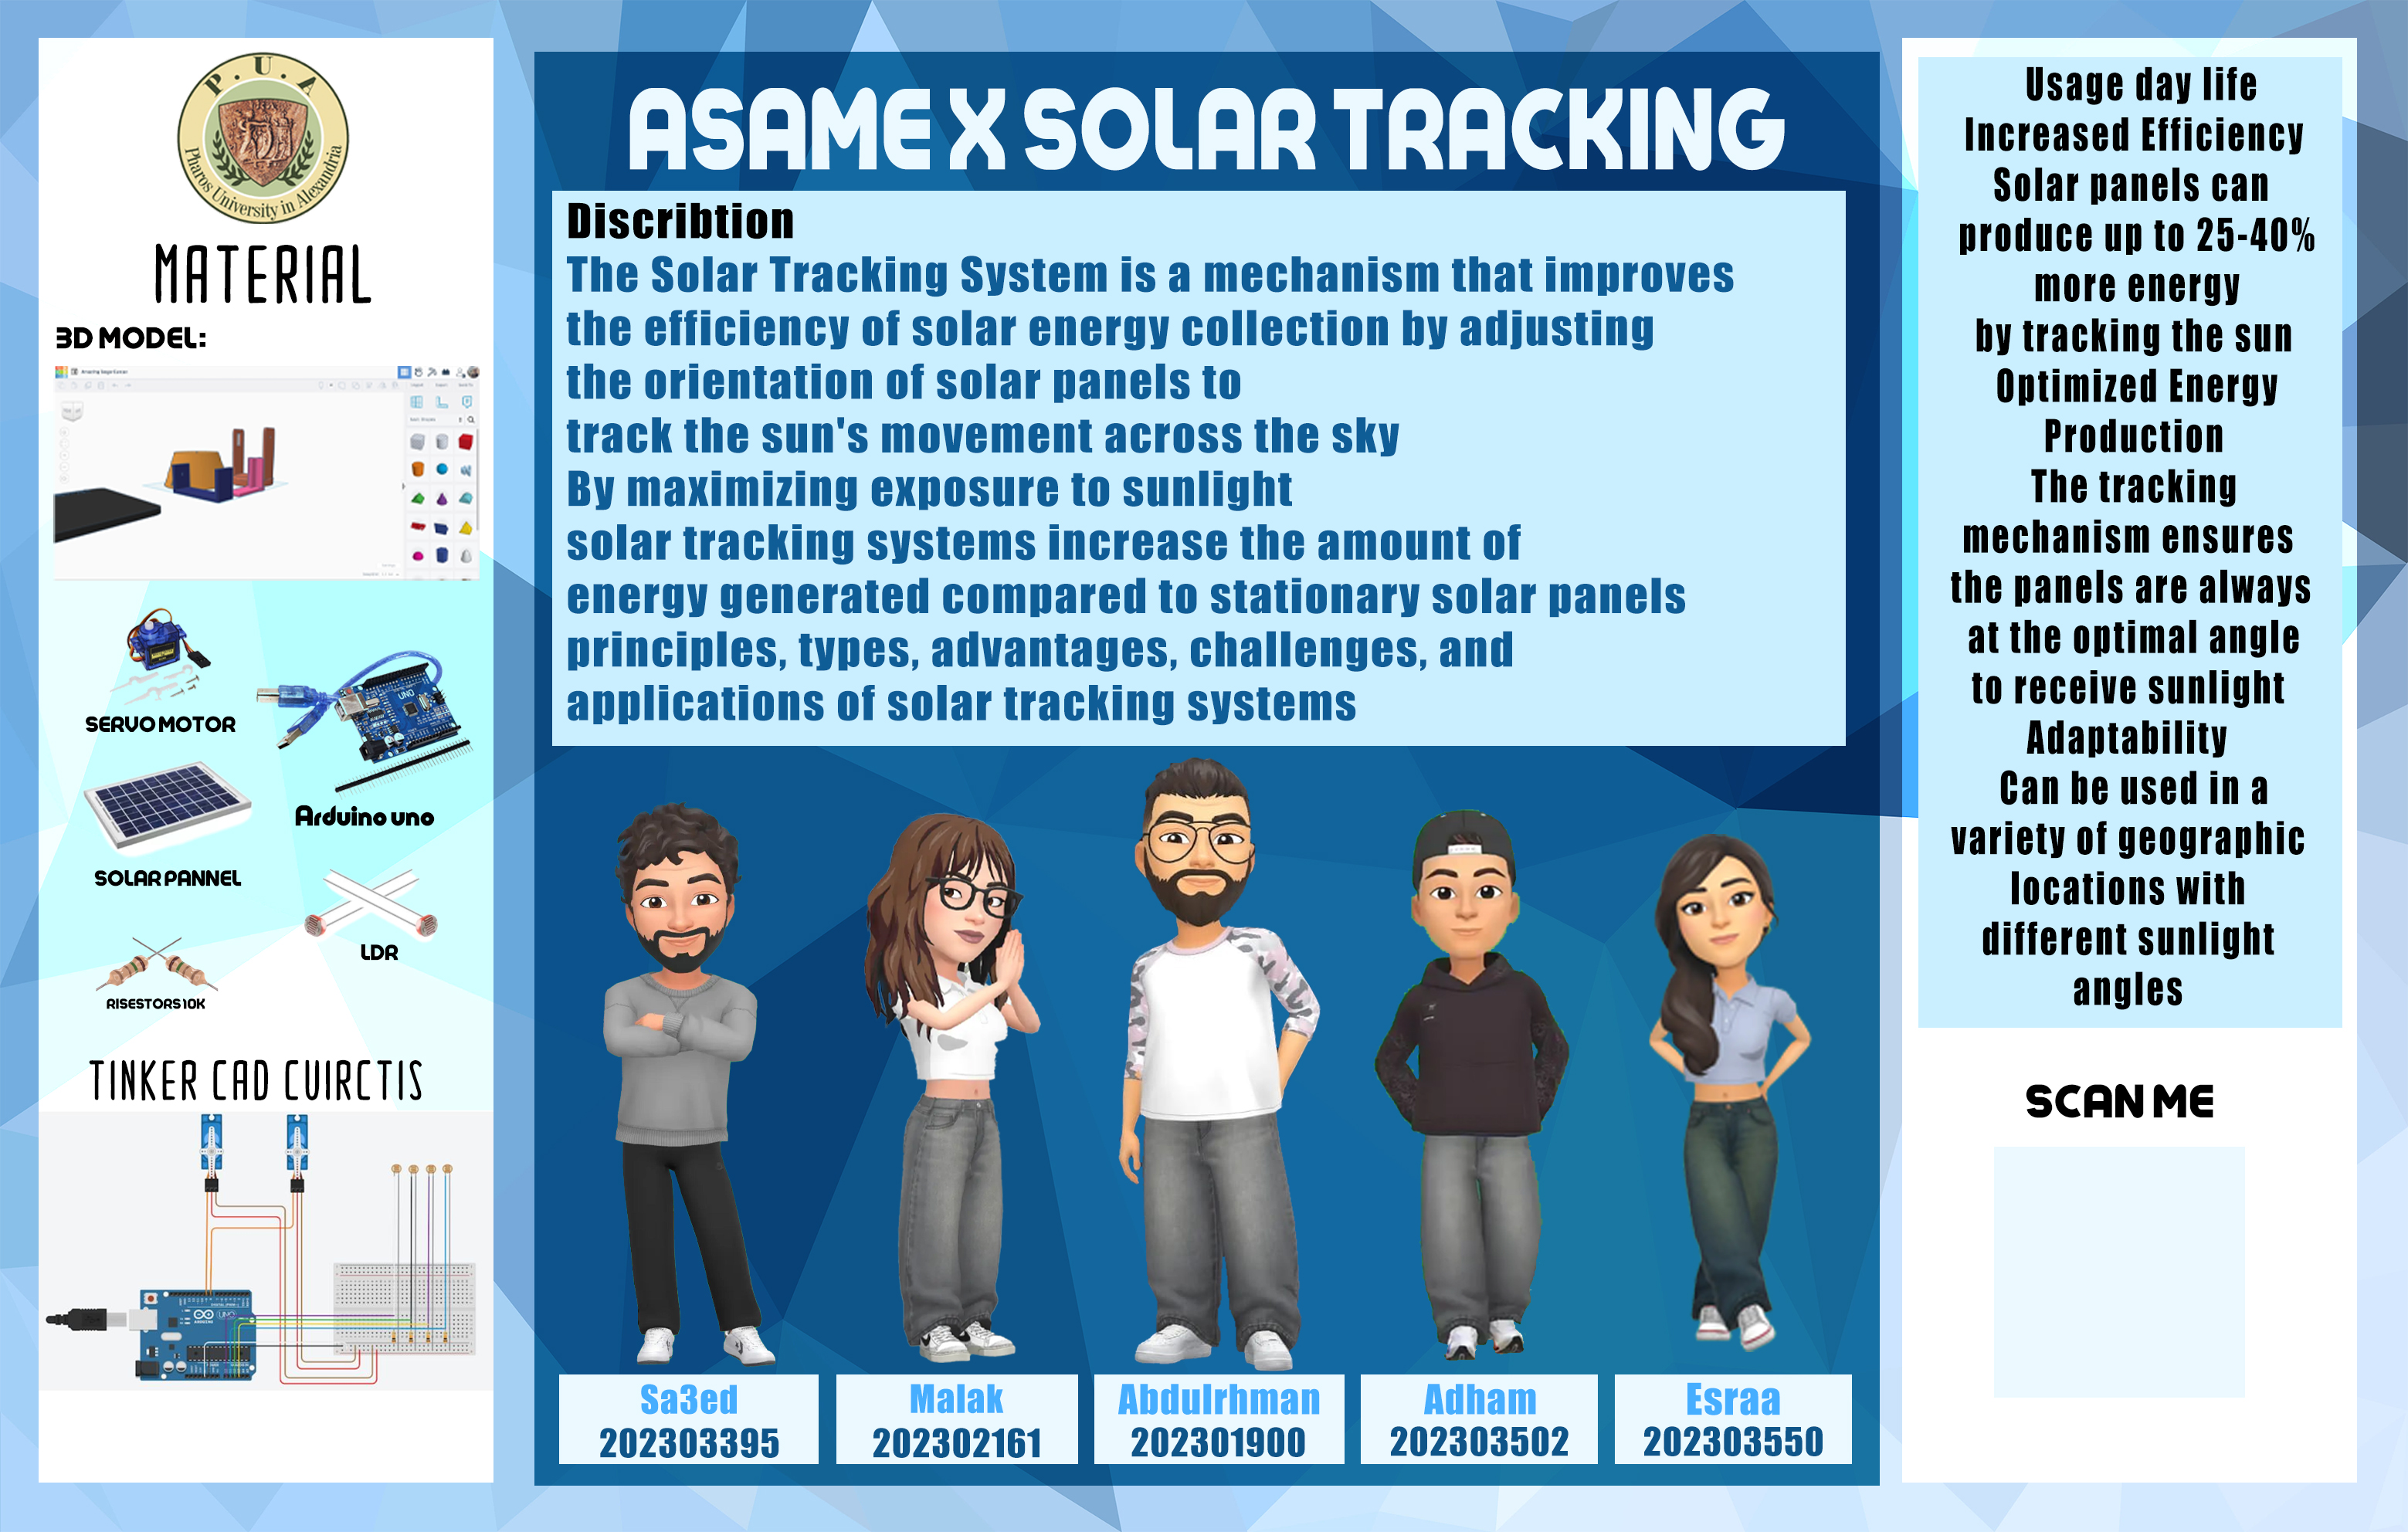 P.U.A
Pharos University in Alexandria
MATERIAL
3D MODEL:
SERVO MOTOR
UNO
Arduino uno
SOLAR PANNEL
LDR
RISESTORS 10K
TINKER CAD CUIRCTIS
UNO
ASAME X SOLAR TRACKING
Discribtion
The Solar Tracking System is a mechanism that improves
the efficiency of solar energy collection by adjusting
the orientation of solar panels to
track the sun's movement across the sky
By maximizing exposure to sunlight
solar tracking systems increase the amount of
energy generated compared to stationary solar panels
principles, types, advantages, challenges, and
applications of solar tracking systems
Sa3ed
202303395
Malak
202302161
Abdulrhman
202301900
Adham
202303502
Esraa
202303550
Usage day life
Increased Efficiency
Solar panels can
produce up to 25-40%
more energy
by tracking the sun
Optimized Energy
Production
The tracking
mechanism ensures
the panels are always
at the optimal angle
to receive sunlight
Adaptability
Can be used in a
variety of geographic
locations with
different sunlight
angles
SCAN ME